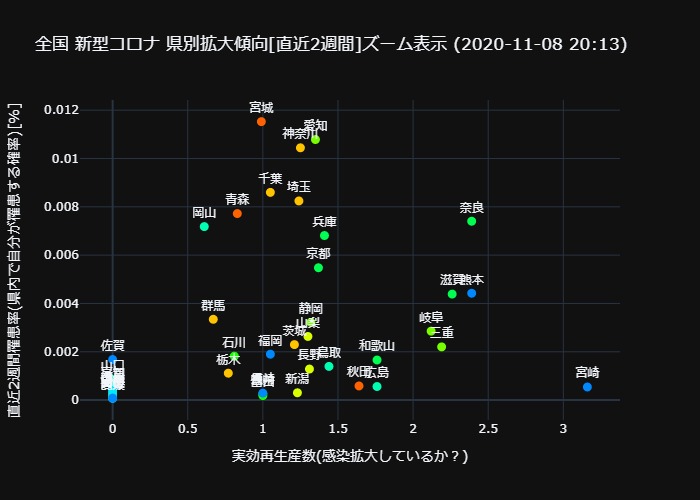 全国 新型コロナ 県別拡大傾向[直近2週間]ズーム表示 (2020-11-08 20:13)
直近2週間罹患率(県内で自分が罹患する確率)[%]
0.012
0.01
0.008
0.006
0.004
0.002
0
宮城
愛知
神奈川
千葉
埼玉
青森
岡山
奈良
兵庫
京都
滋賀
熊本
群馬
静岡
山梨
岐阜
茨城
三重
石川
福岡
長野
鳥取
和歌山
佐賀
栃木
山口
新潟
秋田
広島
宮崎
0
0.5
1
1.5
2
2.5
3
実効再生産数(感染拡大しているか？)